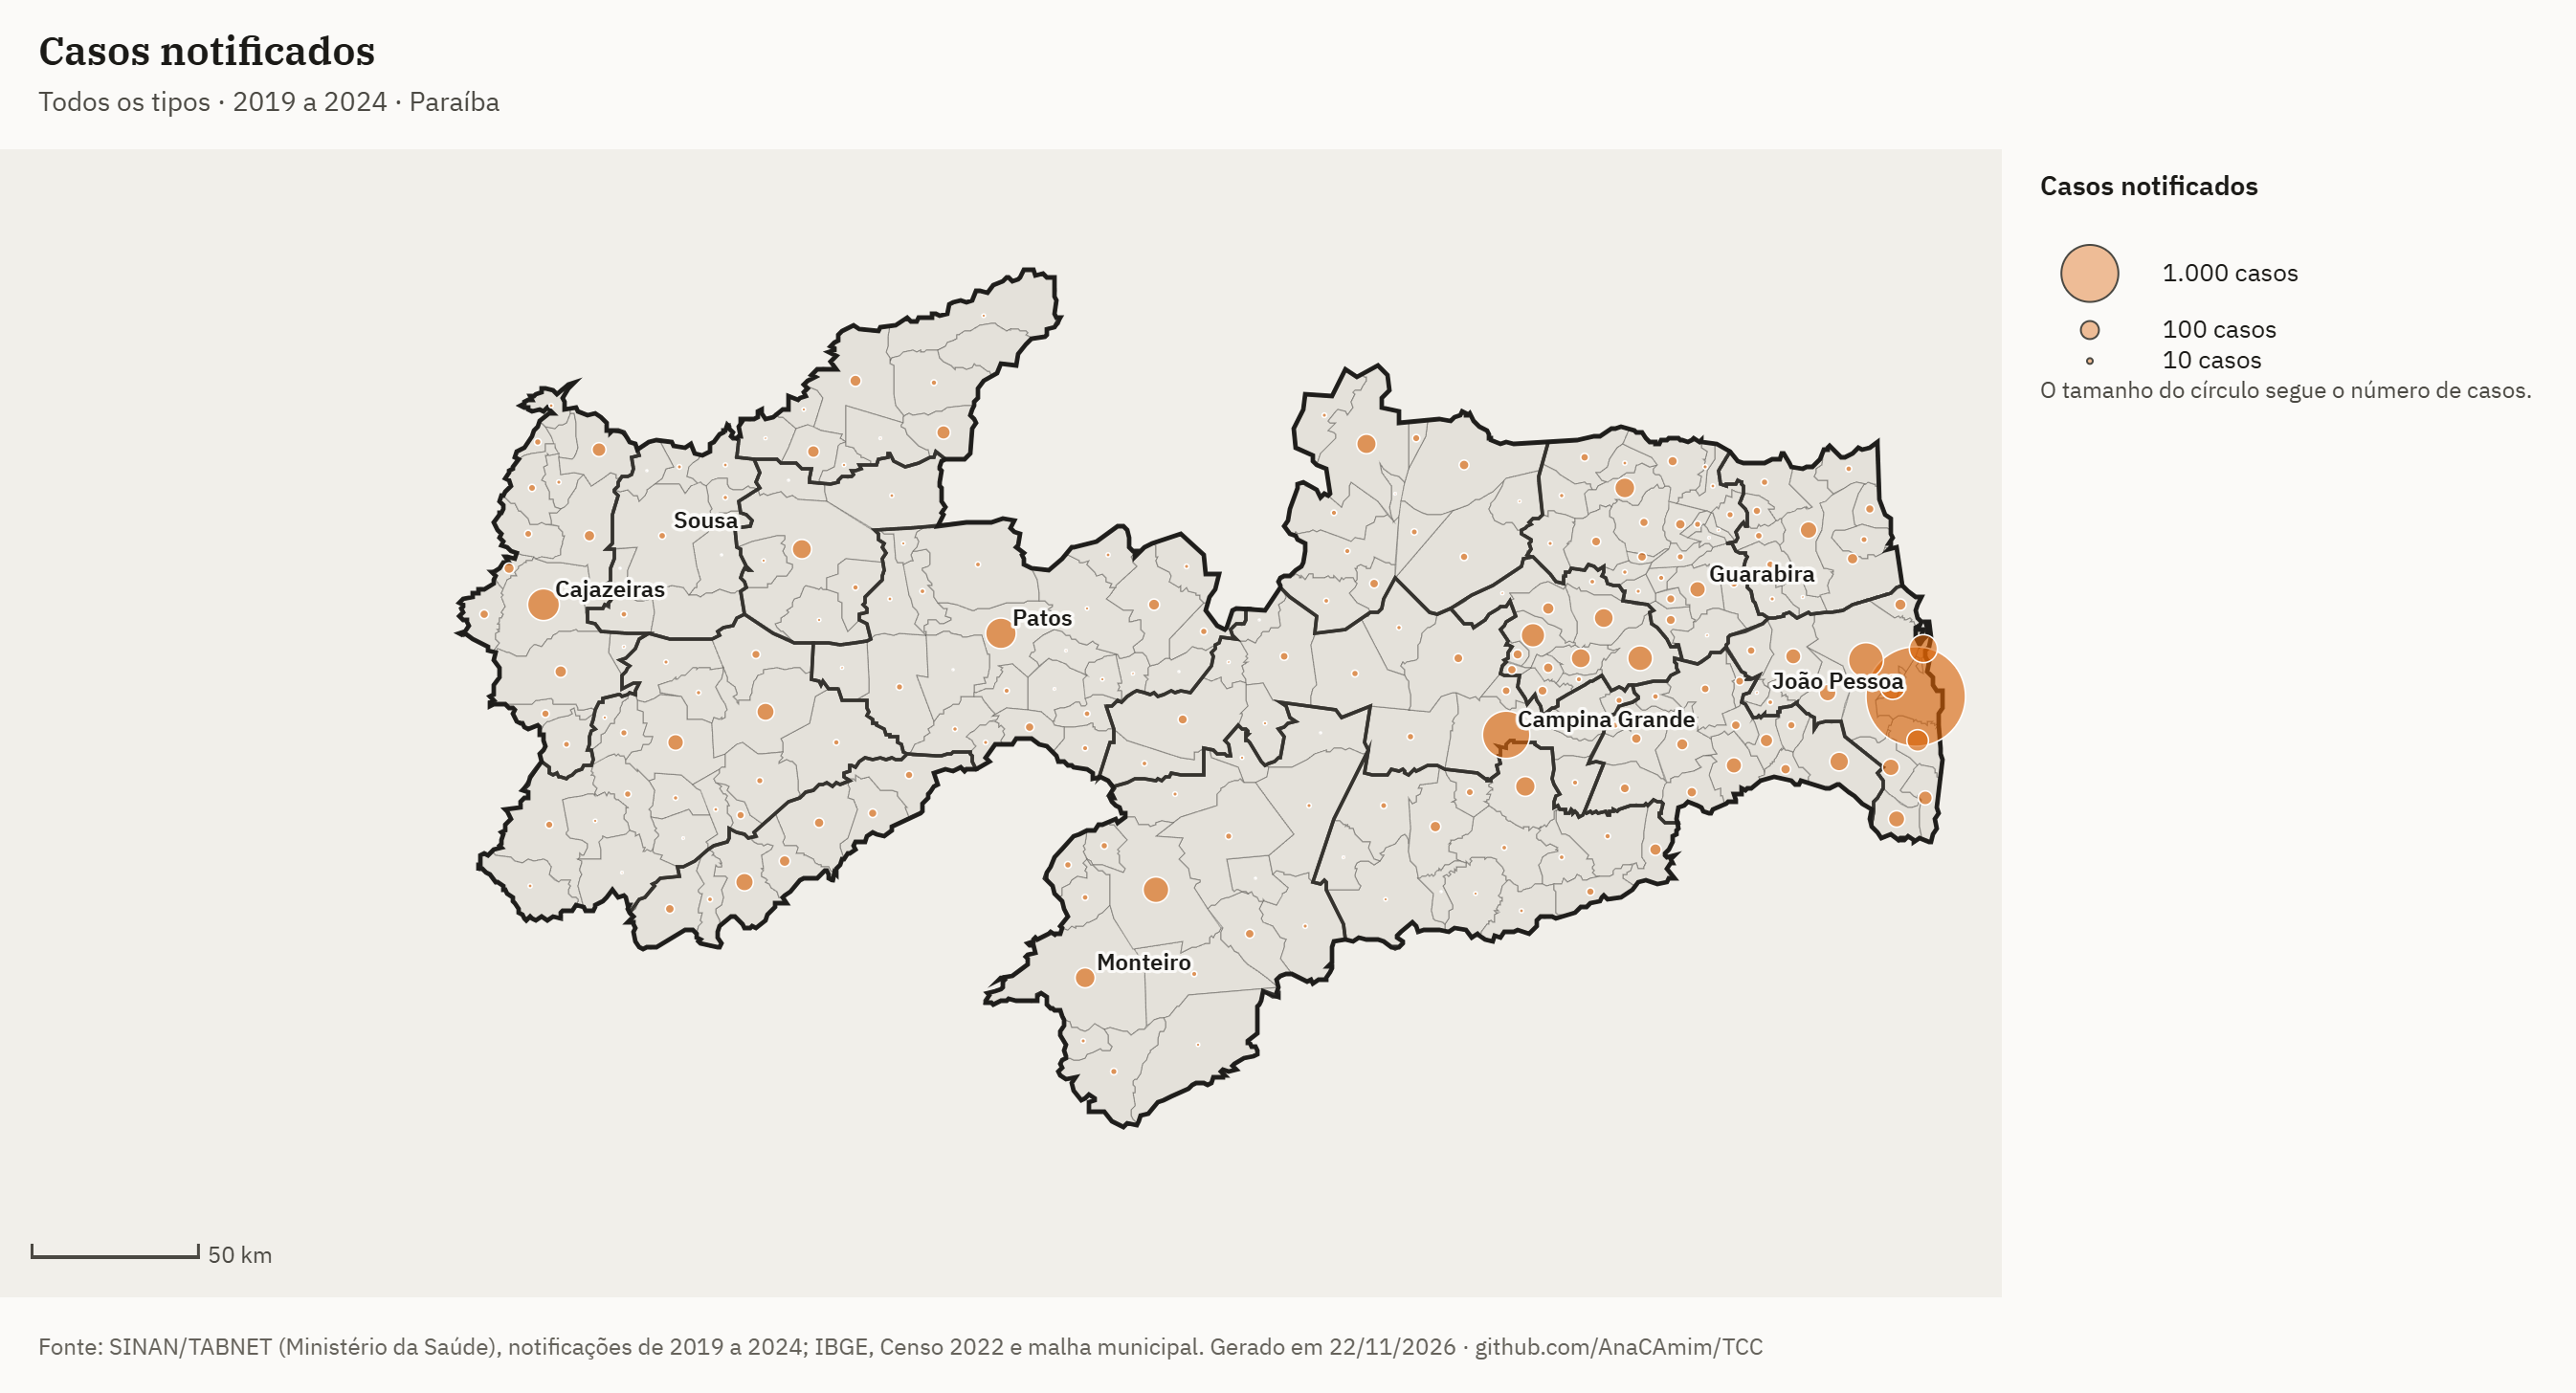 Casos notificados
Todos os tipos · 2019 a 2024 · Paraíba
Casos notificados
1.000 casos
100 casos
10 casos
O tamanho do círculo segue o número de casos.
Sousa
Cajazeiras
Patos
Guarabira
João Pessoa
Campina Grande
Monteiro
50 km
Fonte: SINAN/TABNET (Ministério da Saúde), notificações de 2019 a 2024; IBGE, Censo 2022 e malha municipal. Gerado em 22/11/2026 · github.com/AnaCAmim/TCC